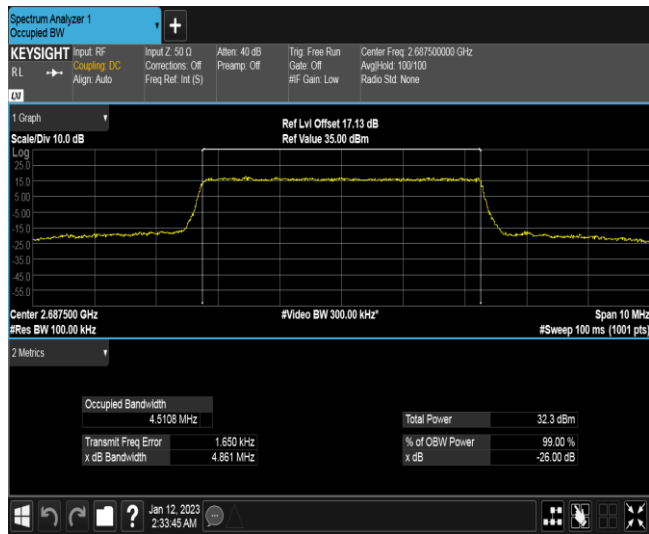 Spectrum Analyzer 1
Occupied BW
+
KEYSIGHT
RL
LXI
Input: RF
Coupling: DC
Align: Auto
Input Z: 50 Ω
Corrections: Off
Freq Ref: Int (S)
Atten: 40 dB
Preamp: Off
Trig: Free Run
Gate: Off
#IF Gain: Low
Center Freq: 2.687500000 GHz
Avg|Hold: 100/100
Radio Std: None
1 Graph
Scale/Div 10.0 dB
Ref Lvl Offset 17.13 dB
Ref Value 35.00 dBm
Log
25.0
15.0
5.00
-5.00
-15.0
-25.0
-35.0
-45.0
-55.0
Center 2.687500 GHz
#Res BW 100.00 kHz
#Video BW 300.00 kHz*
Span 10 MHz
#Sweep 100 ms (1001 pts)
2 Metrics
Occupied Bandwidth
4.5108 MHz
Transmit Freq Error 1.650 kHz
x dB Bandwidth 4.861 MHz
Total Power 32.3 dBm
% of OBW Power 99.00 %
x dB -26.00 dB
?
Jan 12, 2023
2:33:45 AM